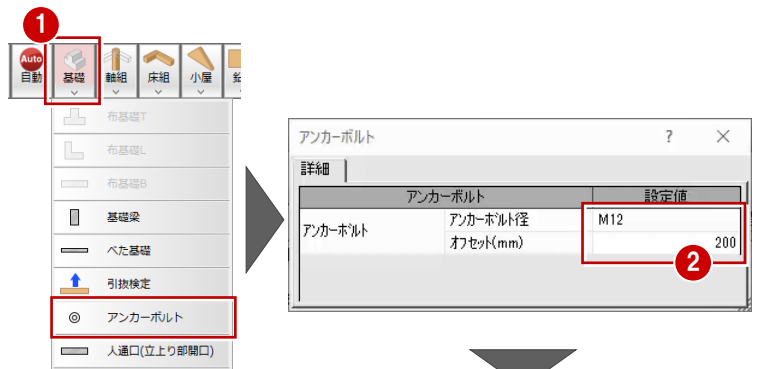 1
Auto
自動
基礎
軸組
床組
小屋
布基礎T
布基礎L
布基礎B
基礎梁
べた基礎
引抜検定
アンカーボルト
人通口(立上り部開口)
アンカーボルト ? ×
詳細
アンカーボルト 設定値
アンカーボルト アンカーボルト径 M12
オフセット(mm) 200
2